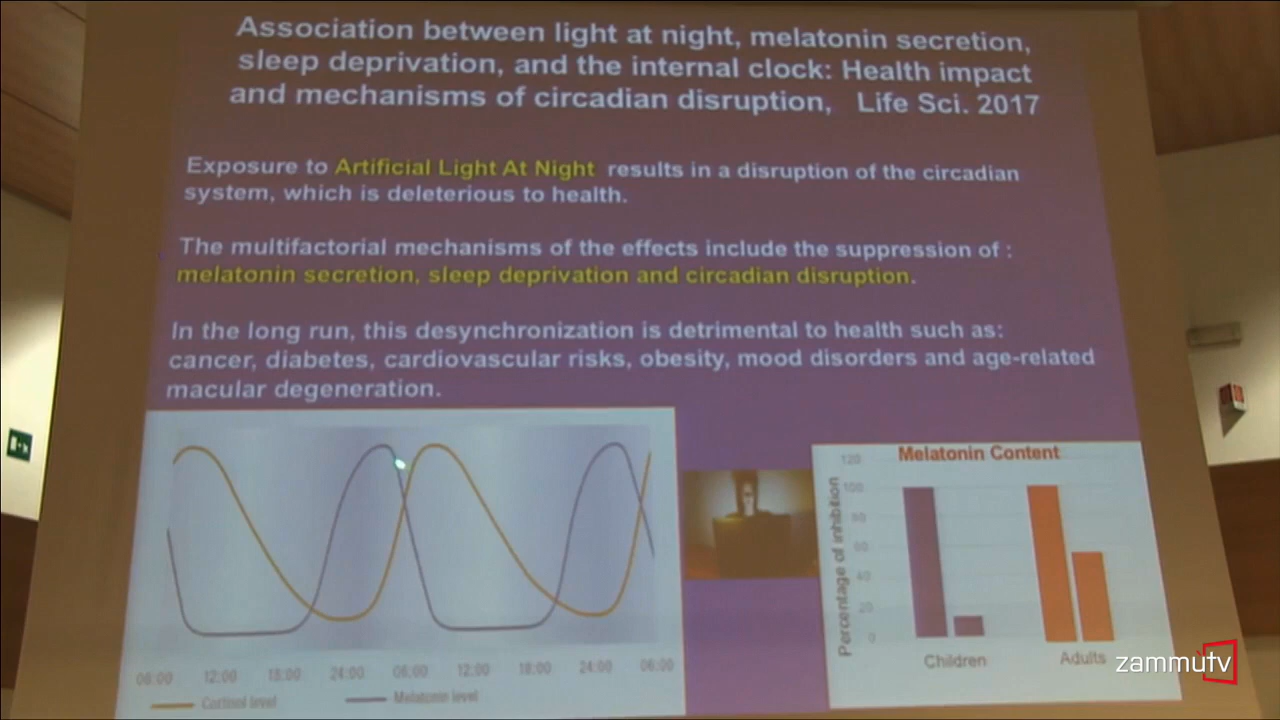 Association between light at night, melatonin secretion,
sleep deprivation, and the internal clock: Health impact
and mechanisms of circadian disruption, Life Sci. 2017
Exposure to Artificial Light At Night results in a disruption of the circadian
system, which is deleterious to health.
The multifactorial mechanisms of the effects include the suppression of :
melatonin secretion, sleep deprivation and circadian disruption.
In the long run, this desynchronization is detrimental to health such as:
cancer, diabetes, cardiovascular risks, obesity, mood disorders and age-related
macular degeneration.
06:00 12:00 18:00 24:00 06:00 12:00 18:00 24:00 06:00
Cortisol level Melatonin level
Melatonin Content
Percentage of inhibition
120
100
80
60
40
20
0
Children Adults
zammùtv